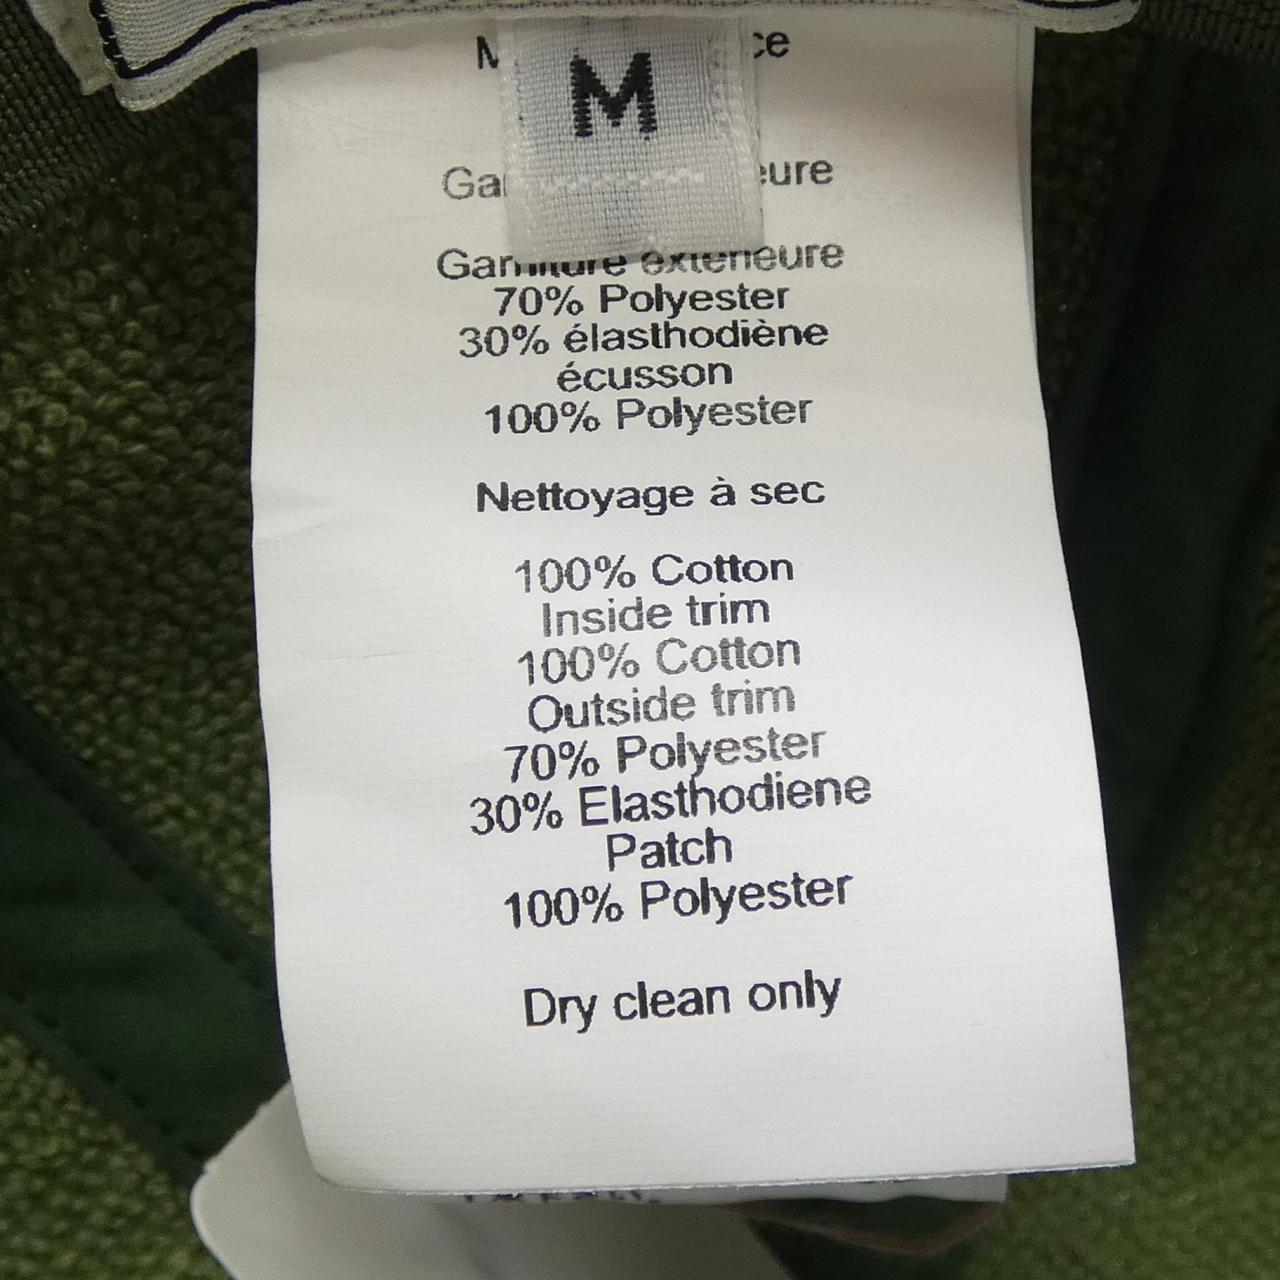 M
Garniture extérieure
70% Polyester
30% élasthodiène
écusson
100% Polyester
Nettoyage à sec
100% Cotton
Inside trim
100% Cotton
Outside trim
70% Polyester
30% Elasthodiene
Patch
100% Polyester
Dry clean only